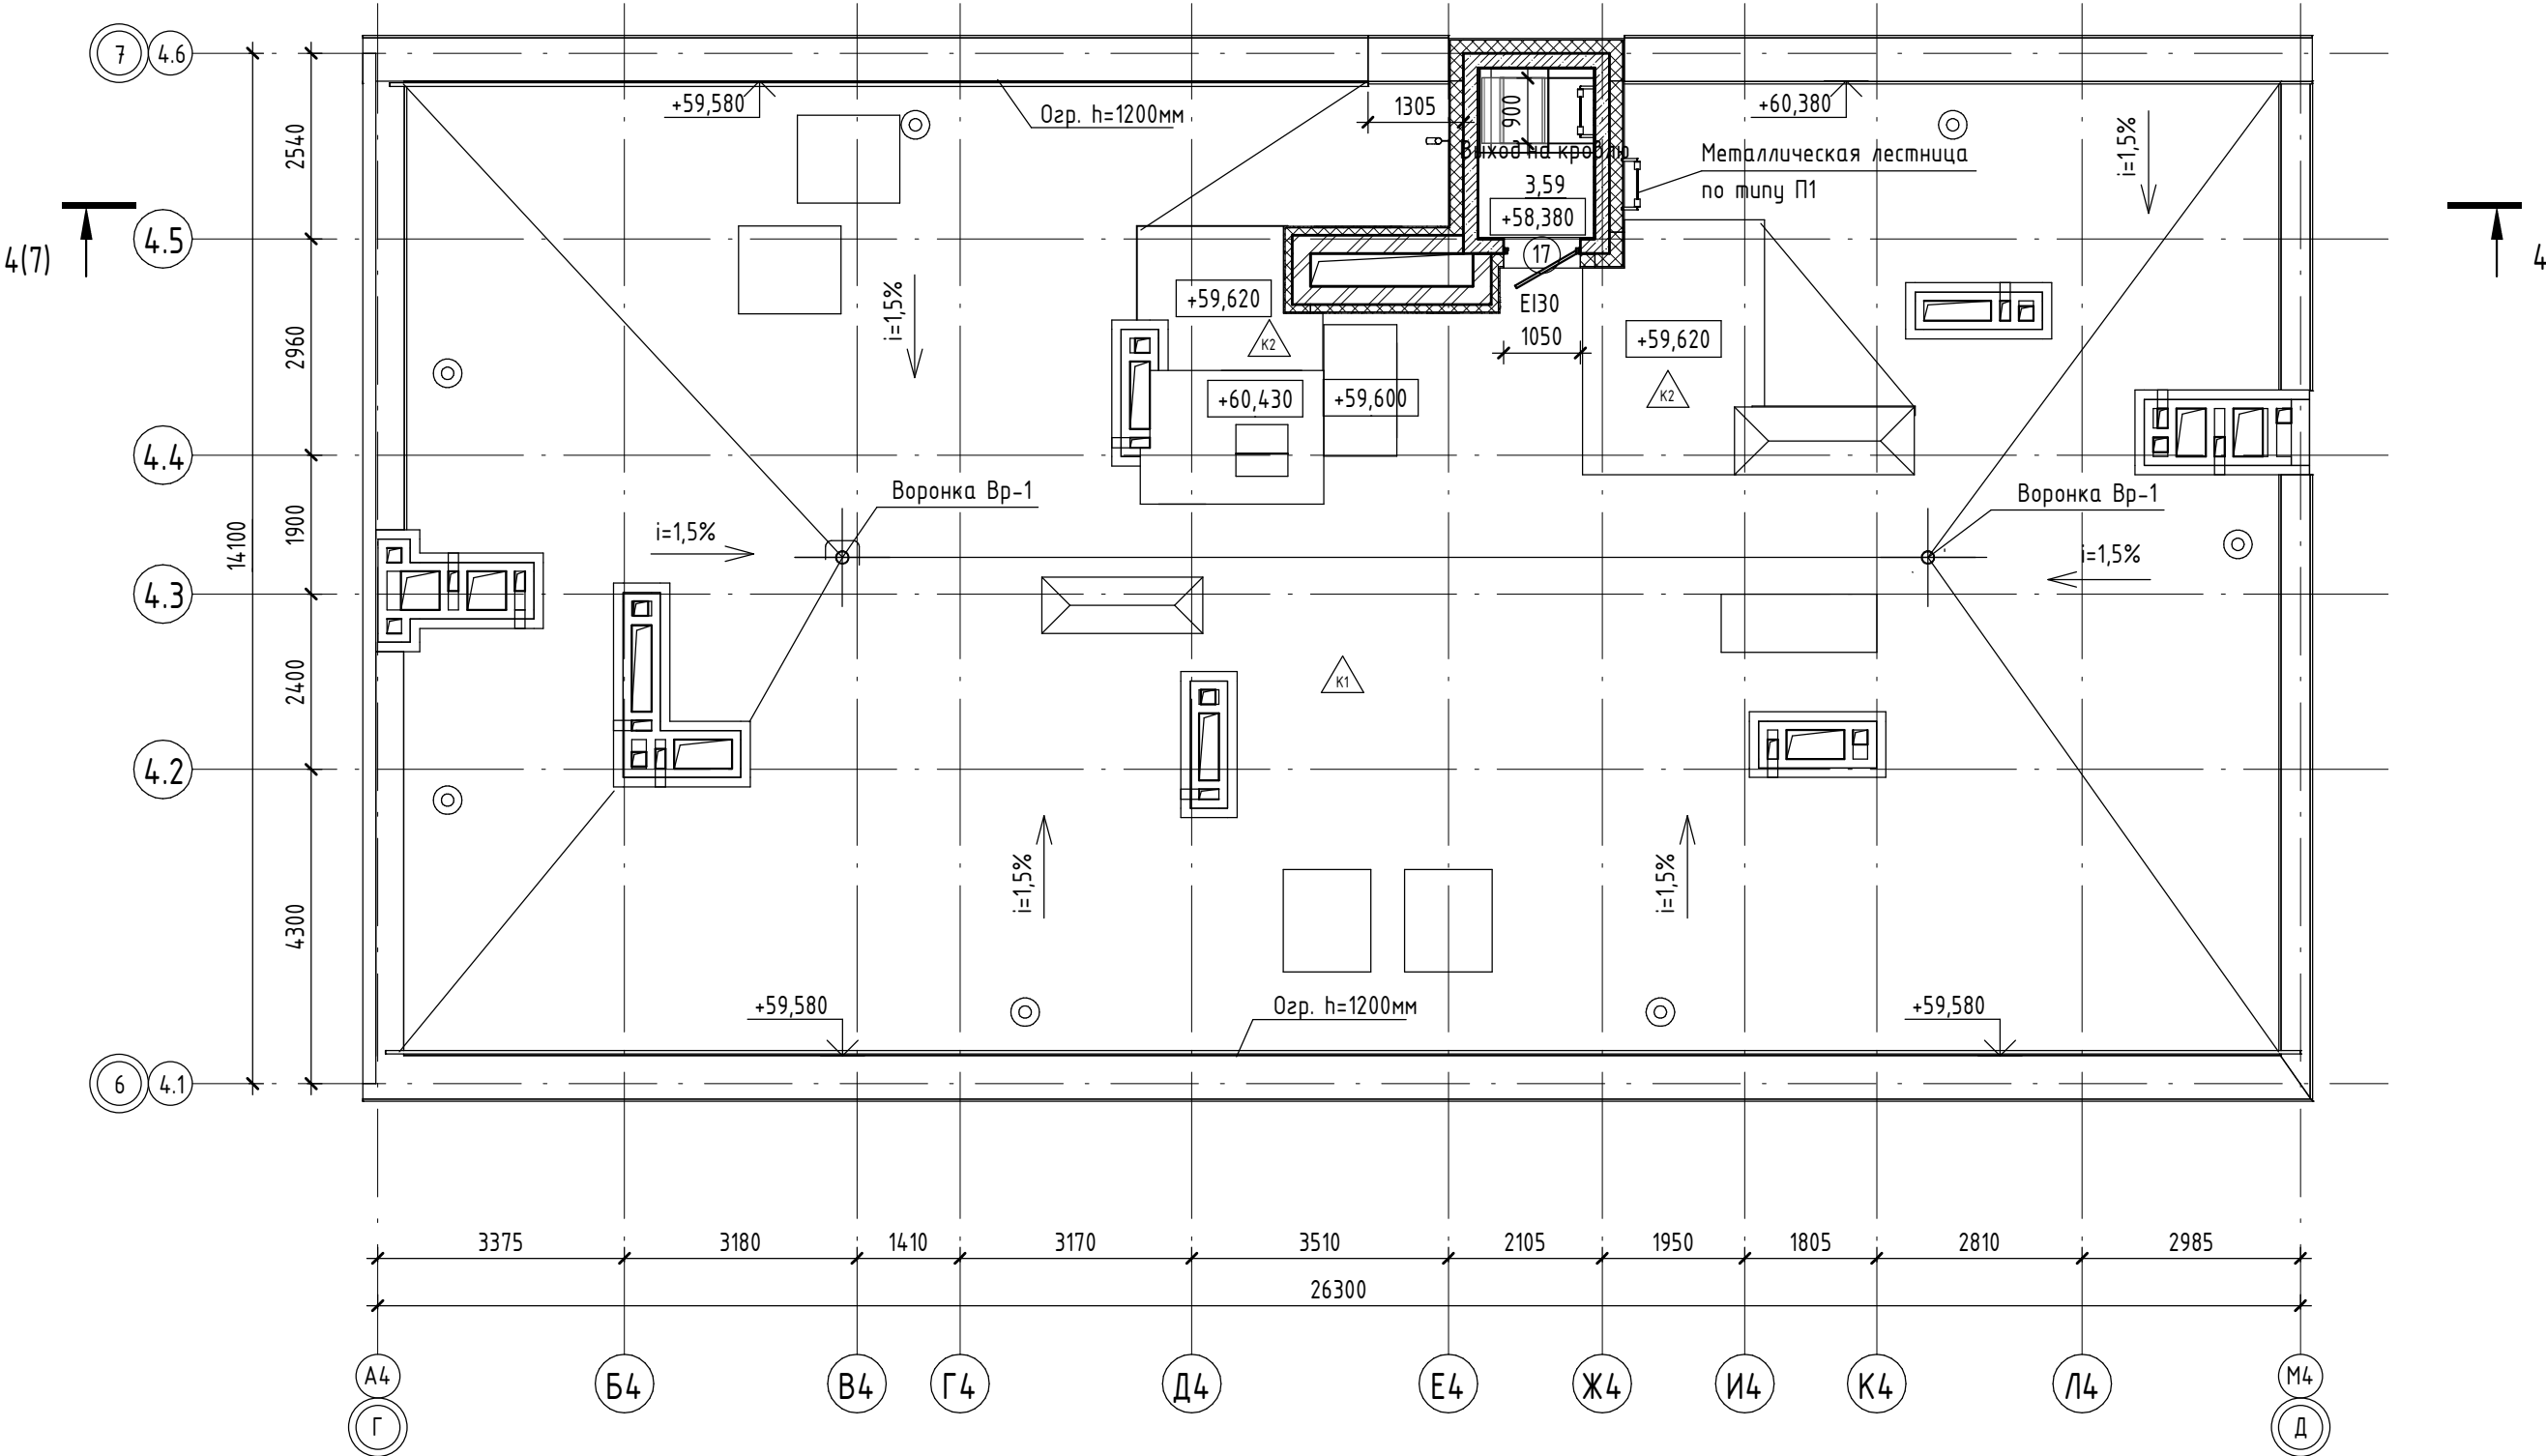 7
4.6
+59,580
Огр. h=1200мм
1305
900
+60,380
i=1,5%
Выход на кровлю
Металлическая лестница
по типу П1
3,59
+58,380
2540
4(7)
4.5
4
17
+59,620
i=1,5%
EI30
1050
+59,620
К2
2960
+60,430
+59,600
К2
4.4
Воронка Вр-1
Воронка Вр-1
14100
1900
i=1,5%
i=1,5%
4.3
2400
К1
4.2
i=1,5%
i=1,5%
4300
+59,580
Огр. h=1200мм
+59,580
6
4.1
3375
3180
1410
3170
3510
2105
1950
1805
2810
2985
26300
А4
Б4
В4
Г4
Д4
Е4
Ж4
И4
К4
Л4
М4
Г
Д